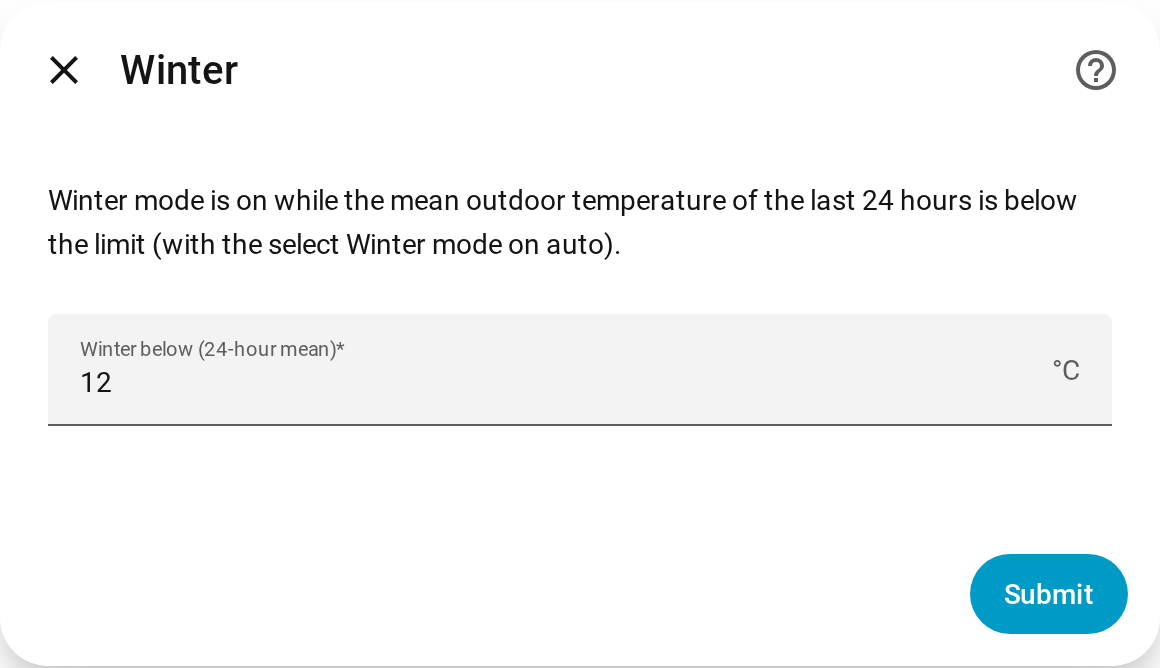 Winter
Winter mode is on while the mean outdoor temperature of the last 24 hours is below
the limit (with the select Winter mode on auto).
Winter below (24-hour mean)*
12
°C
Submit